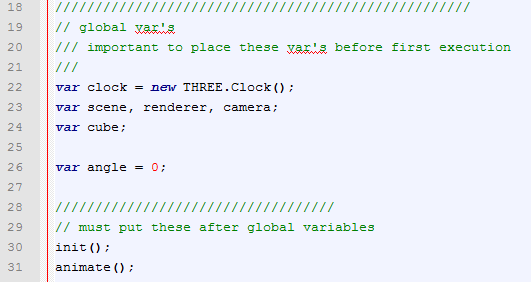 18 ////////////////////////////////////////////////////
19 // global var's
20 /// important to place these var's before first execution
21 ///
22 var clock = new THREE.Clock();
23 var scene, renderer, camera;
24 var cube;
25
26 var angle = 0;
27
28 ///////////////////////////////////
29 // must put these after global variables
30 init();
31 animate();